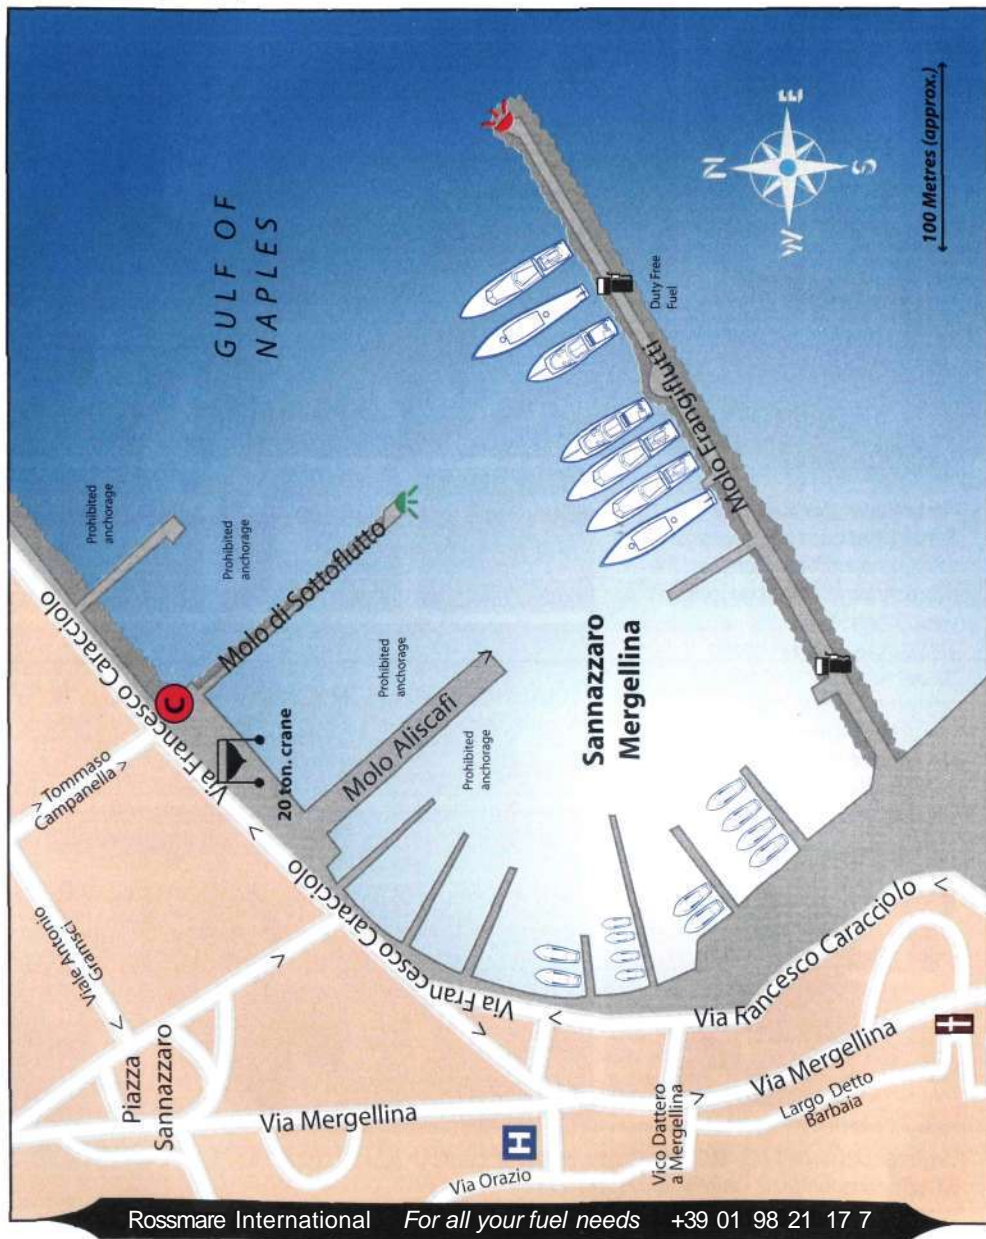 GULF OF
NAPLES
N
E
S
W
100 Metres (approx.)
Duty Free
Fuel
Molo Frangiflutti
Prohibited
anchorage
Prohibited
anchorage
Molo di Sottoflutto
Via Francesco Caracciolo
C
Tommaso
Campanella
20 ton. crane
Prohibited
anchorage
Molo Aliscafi
Prohibited
anchorage
Sannazzaro
Mergellina
Viale Antonio
Gramsci
Via Francesco Caracciolo
Via Francesco Caracciolo
Piazza
Sannazzaro
Via Mergellina
H
Via Orazio
Vico Dattero
a Mergellina
Via Mergellina
Largo Detto
Barbaia
Rossmare International For all your fuel needs +39 01 98 21 17 7